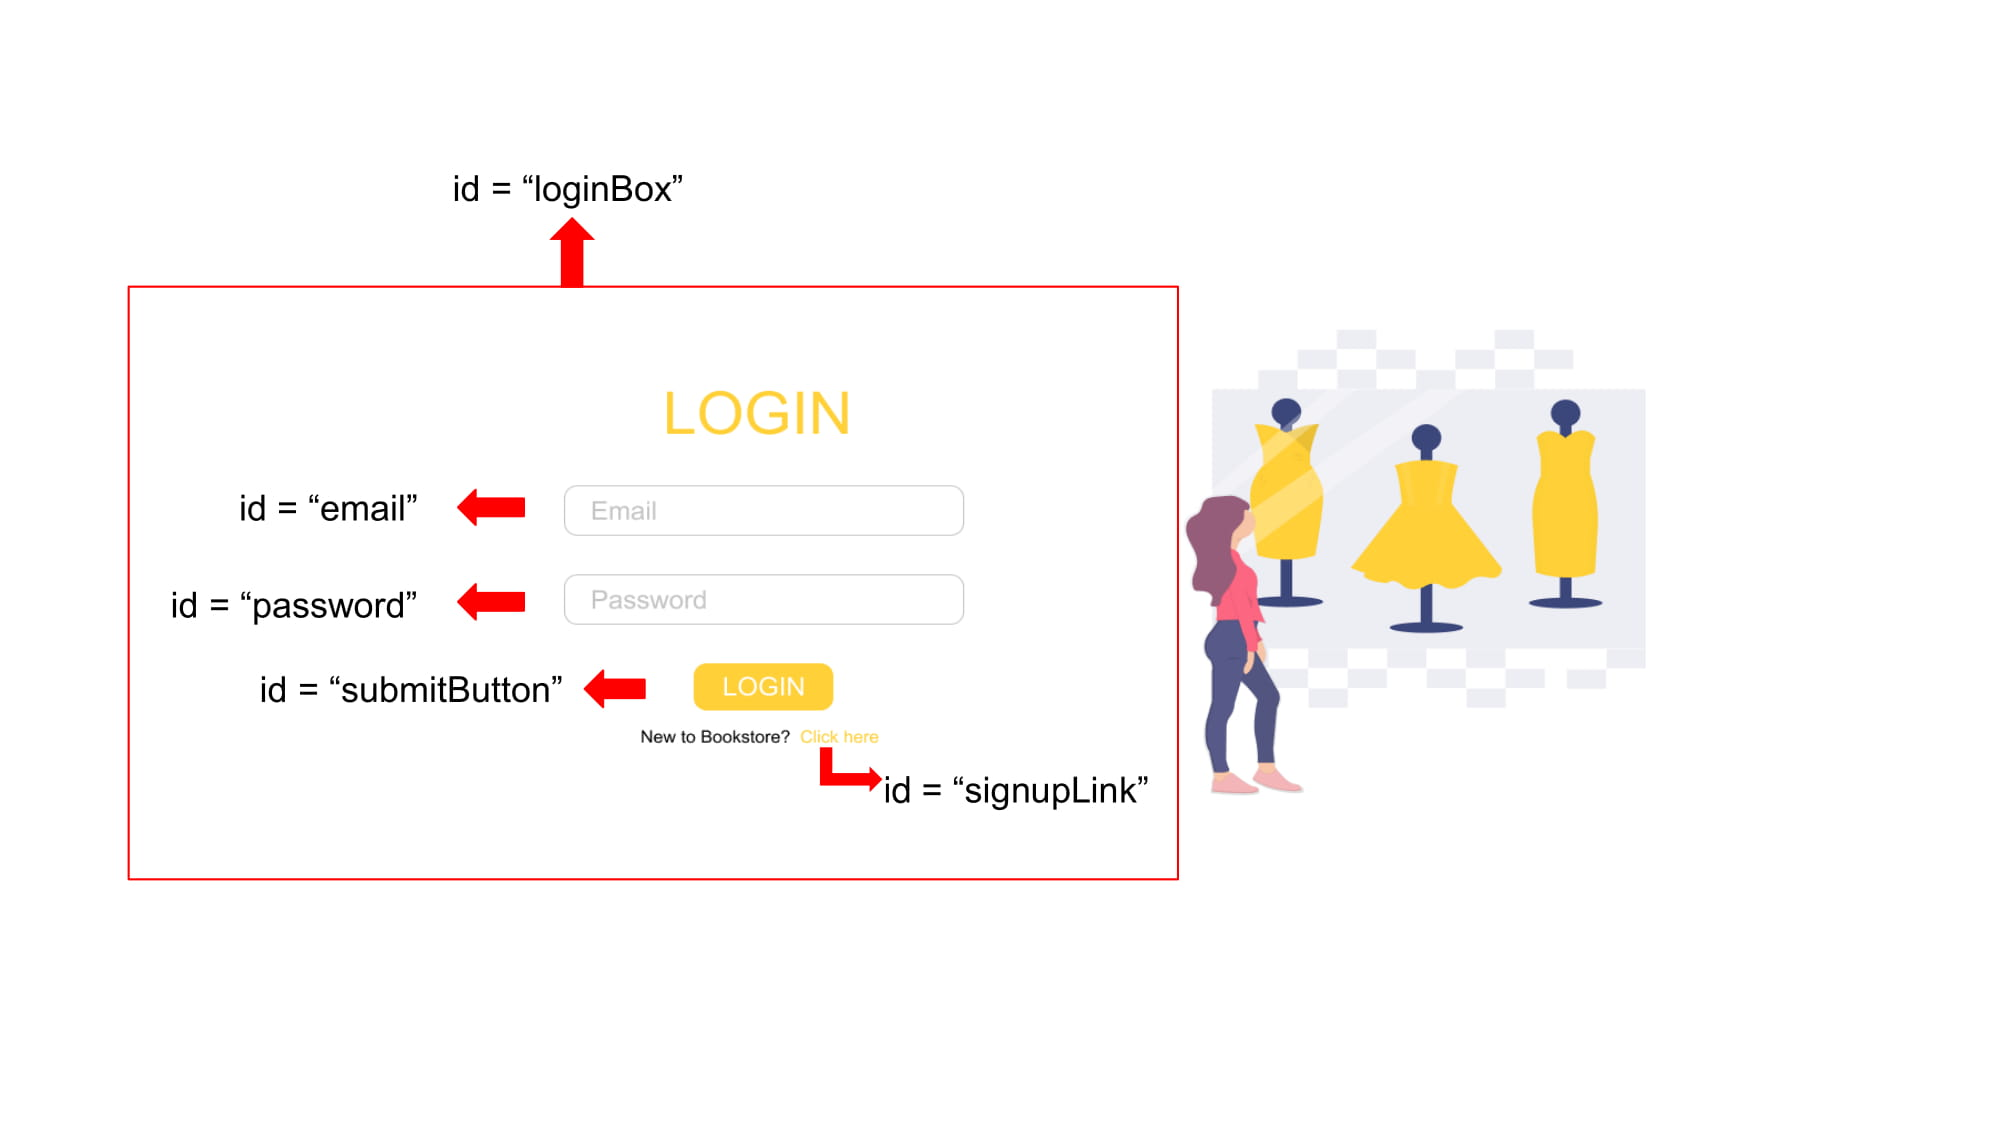 id = “loginBox”
LOGIN
id = “email”
Email
id = “password”
Password
id = “submitButton”
LOGIN
New to Bookstore? Click here
id = “signupLink”